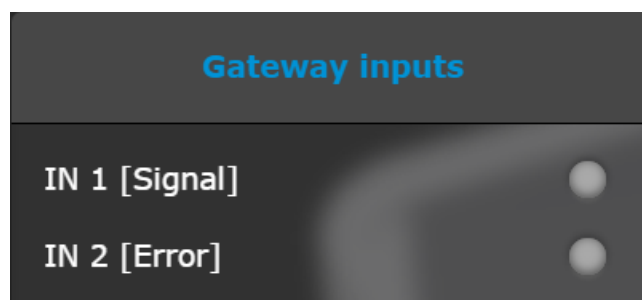 Gateway inputs
IN 1 [Signal]
IN 2 [Error]